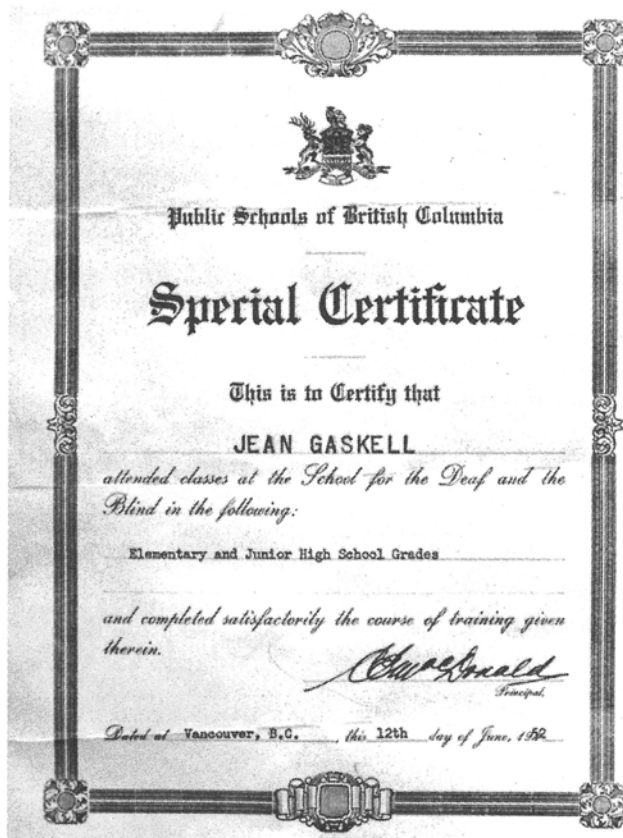 Public Schools of British Columbia
Special Certificate
This is to Certify that
JEAN GASKELL
attended classes at the School for the Deaf and the
Blind in the following:
Elementary and Junior High School Grades
and completed satisfactorily the course of training given
therein.
MacDonald
Principal.
Dated at Vancouver, B.C. , this 12th day of June, 1952